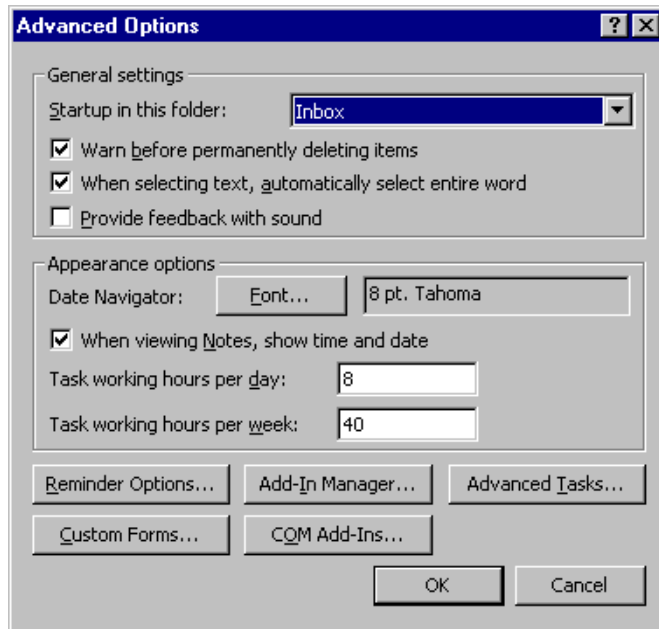 Advanced Options
General settings
Startup in this folder: Inbox
Warn before permanently deleting items
When selecting text, automatically select entire word
Provide feedback with sound
Appearance options
Date Navigator: Font... 8 pt. Tahoma
When viewing Notes, show time and date
Task working hours per day: 8
Task working hours per week: 40
Reminder Options... Add-In Manager... Advanced Tasks...
Custom Forms... COM Add-Ins...
OK Cancel